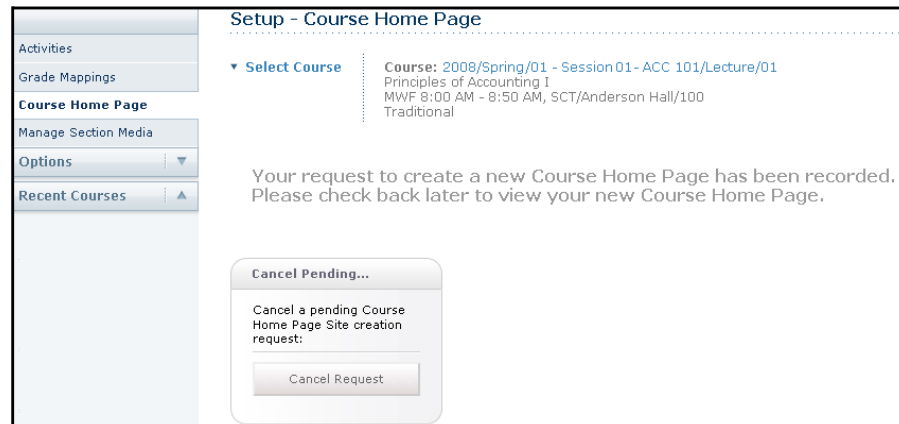 Setup - Course Home Page
Activities
Grade Mappings
Course Home Page
Manage Section Media
Options
Recent Courses
Select Course
Course: 2008/Spring/01 - Session 01- ACC 101/Lecture/01
Principles of Accounting I
MWF 8:00 AM - 8:50 AM, SCT/Anderson Hall/100
Traditional
Your request to create a new Course Home Page has been recorded.
Please check back later to view your new Course Home Page.
Cancel Pending...
Cancel a pending Course
Home Page Site creation
request:
Cancel Request